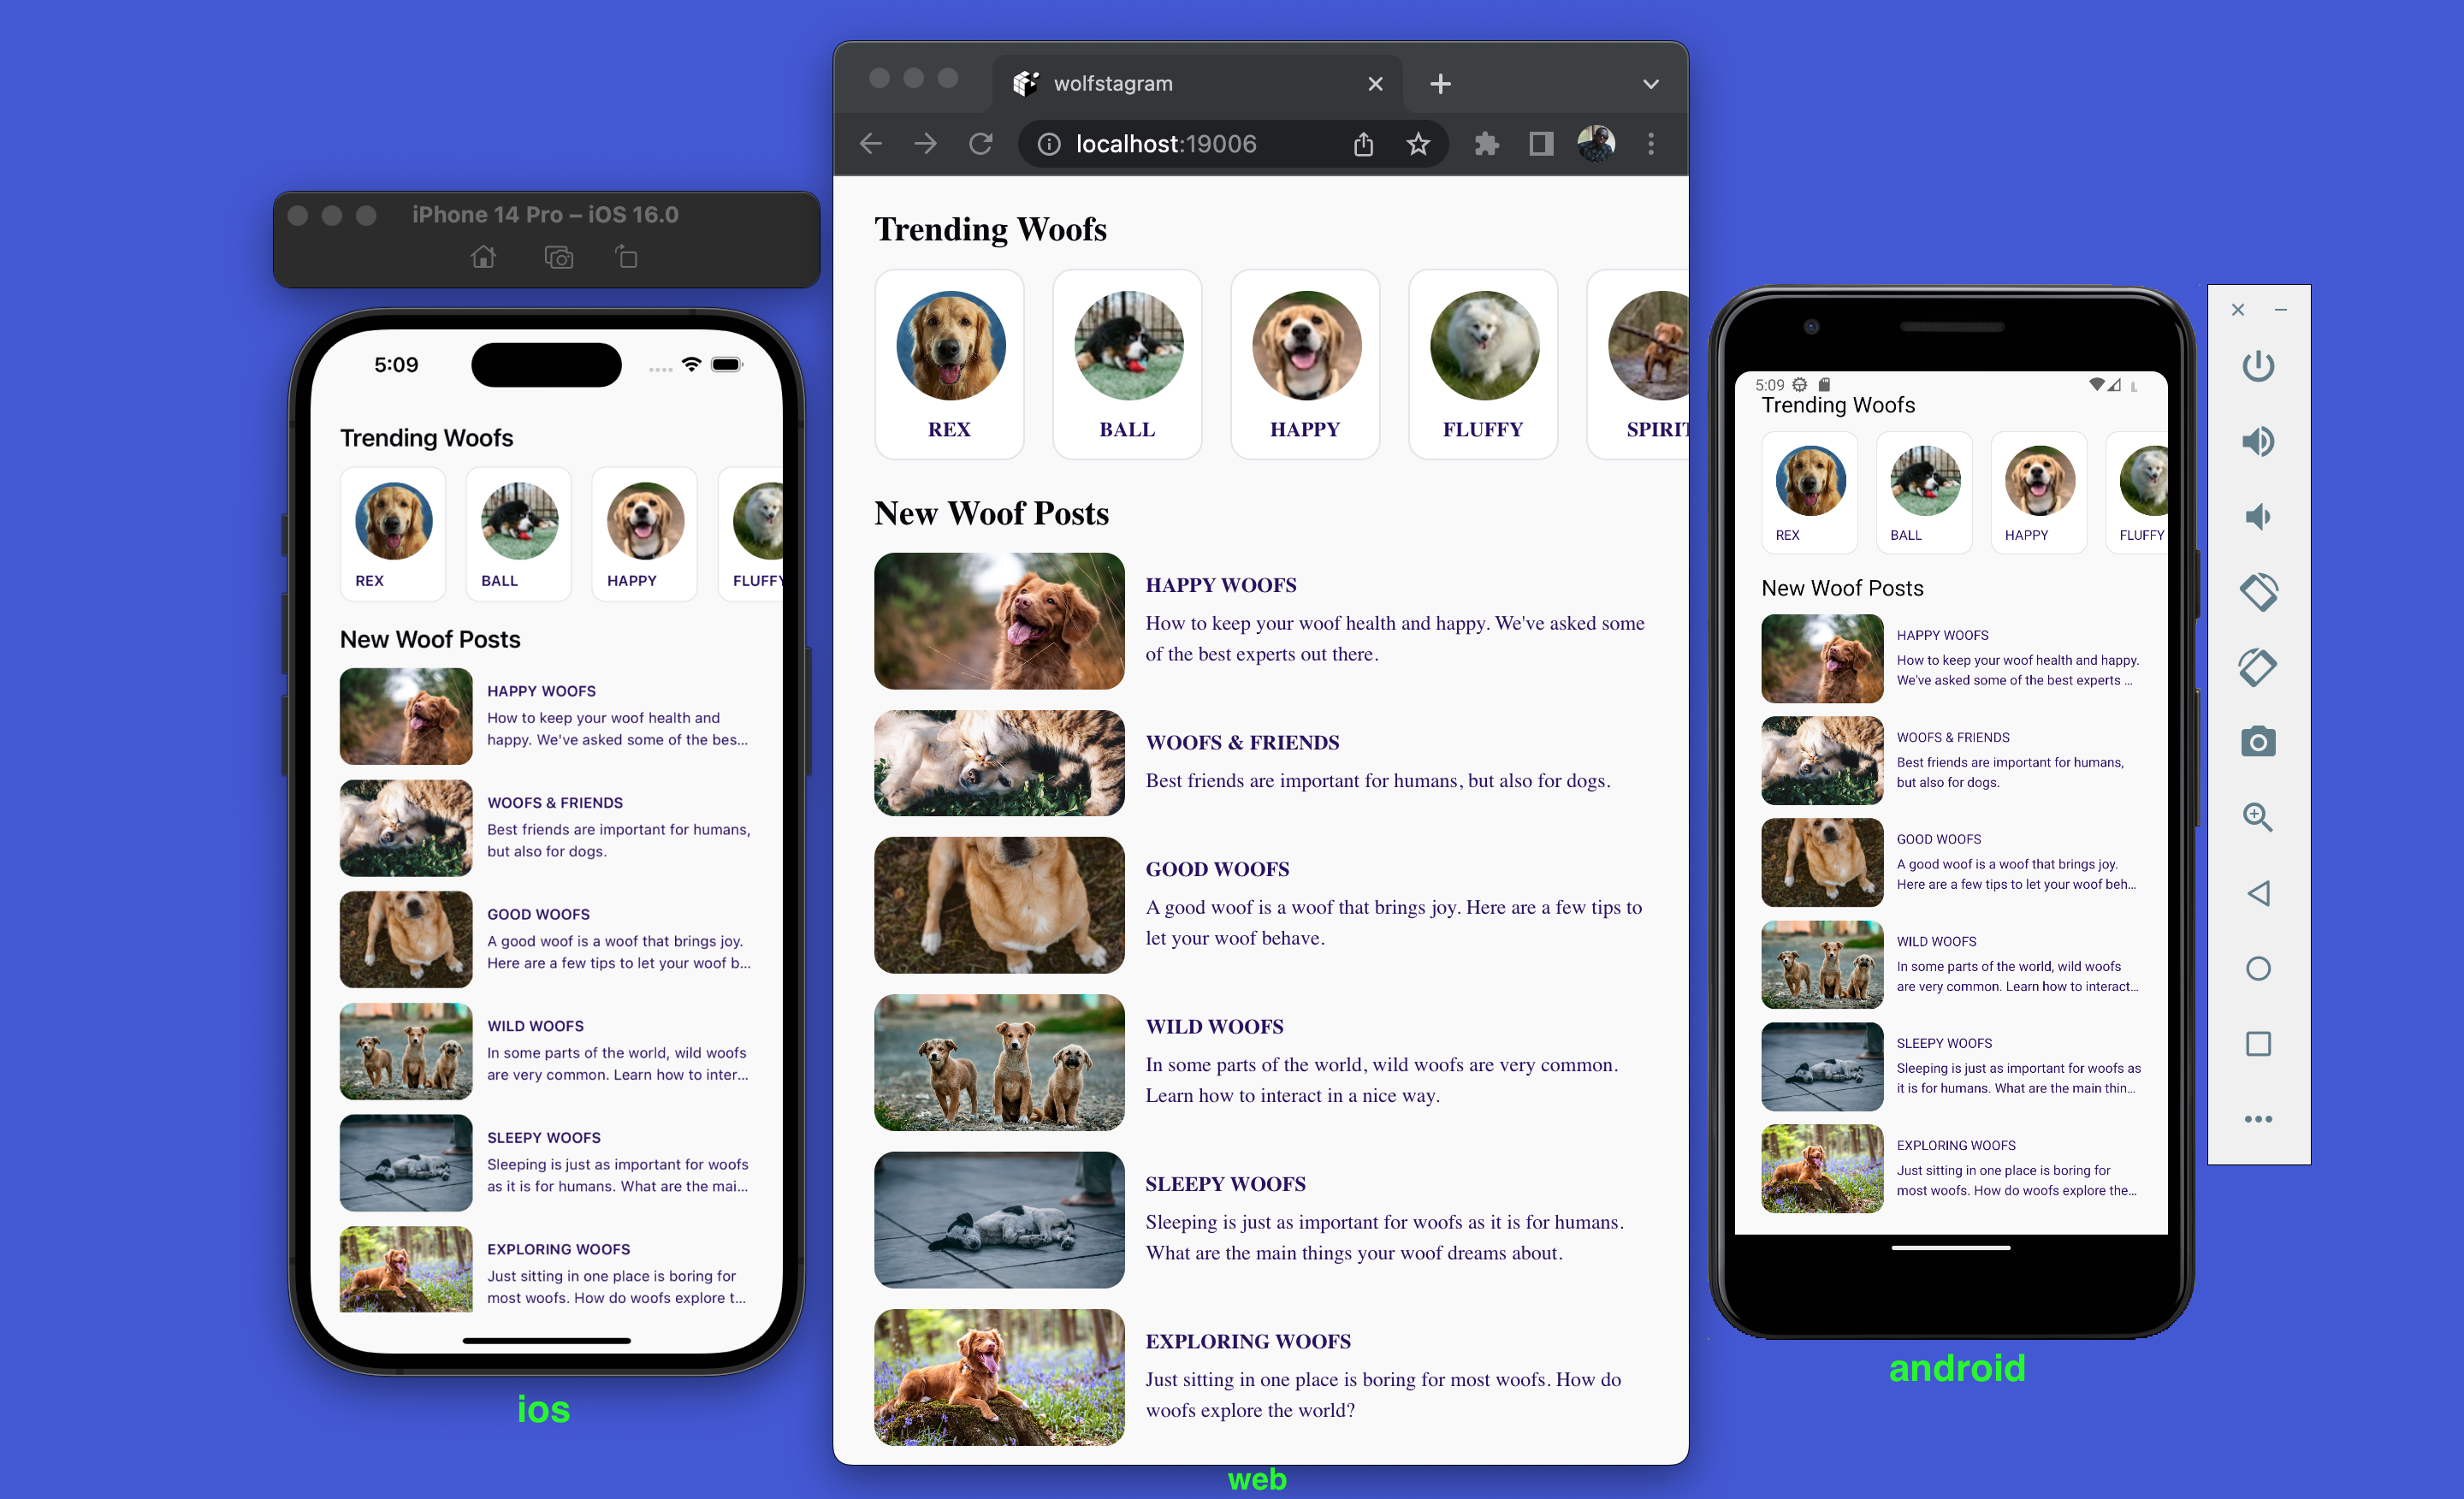 iPhone 14 Pro – iOS 16.0
5:09
Trending Woofs
REX
BALL
HAPPY
FLUFFY
New Woof Posts
HAPPY WOOFS
How to keep your woof health and
happy. We've asked some of the bes...
WOOFS & FRIENDS
Best friends are important for humans,
but also for dogs.
GOOD WOOFS
A good woof is a woof that brings joy.
Here are a few tips to let your woof b...
WILD WOOFS
In some parts of the world, wild woofs
are very common. Learn how to inter...
SLEEPY WOOFS
Sleeping is just as important for woofs
as it is for humans. What are the mai...
EXPLORING WOOFS
Just sitting in one place is boring for
most woofs. How do woofs explore t...
ios
wolfstagram
localhost:19006
Trending Woofs
REX
BALL
HAPPY
FLUFFY
SPIRIT
New Woof Posts
HAPPY WOOFS
How to keep your woof health and happy. We've asked some
of the best experts out there.
WOOFS & FRIENDS
Best friends are important for humans, but also for dogs.
GOOD WOOFS
A good woof is a woof that brings joy. Here are a few tips to
let your woof behave.
WILD WOOFS
In some parts of the world, wild woofs are very common.
Learn how to interact in a nice way.
SLEEPY WOOFS
Sleeping is just as important for woofs as it is for humans.
What are the main things your woof dreams about.
EXPLORING WOOFS
Just sitting in one place is boring for most woofs. How do
woofs explore the world?
web
5:09
Trending Woofs
REX
BALL
HAPPY
FLUFFY
New Woof Posts
HAPPY WOOFS
How to keep your woof health and happy.
We've asked some of the best experts ...
WOOFS & FRIENDS
Best friends are important for humans,
but also for dogs.
GOOD WOOFS
A good woof is a woof that brings joy.
Here are a few tips to let your woof beh...
WILD WOOFS
In some parts of the world, wild woofs
are very common. Learn how to interact...
SLEEPY WOOFS
Sleeping is just as important for woofs as
it is for humans. What are the main thin...
EXPLORING WOOFS
Just sitting in one place is boring for
most woofs. How do woofs explore the...
android